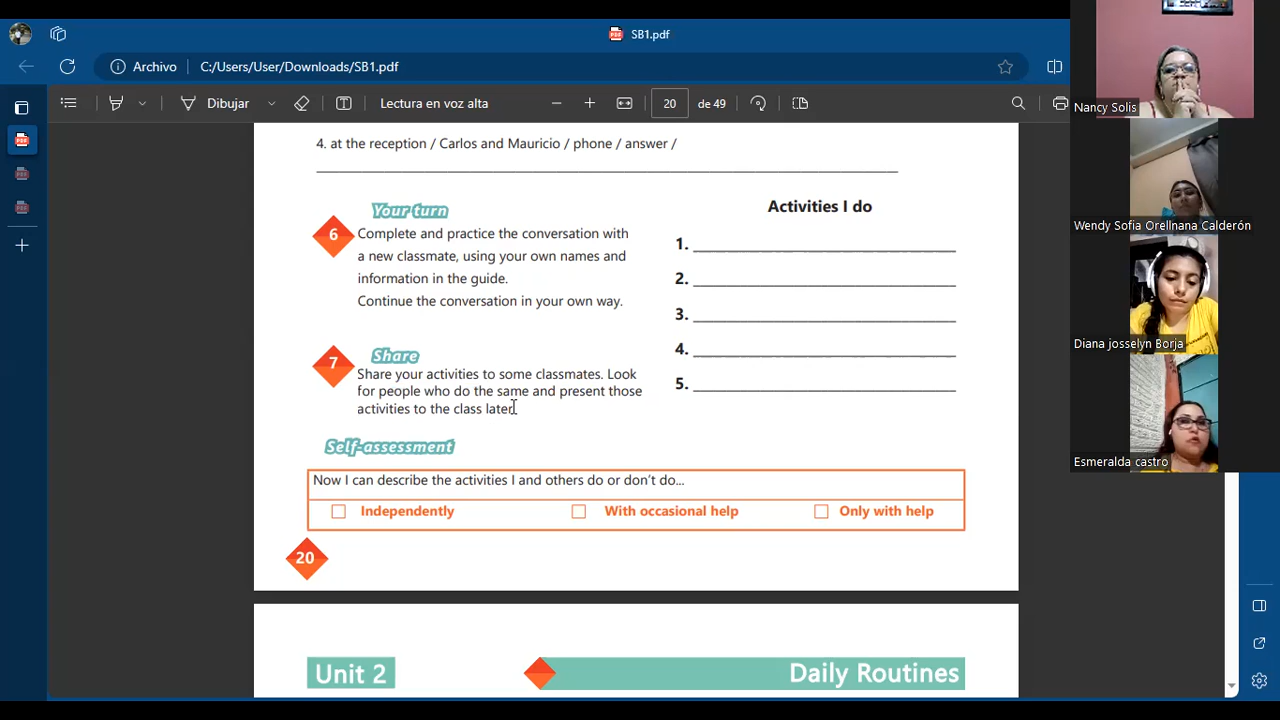 SB1.pdf
Archivo
C:/Users/User/Downloads/SB1.pdf
Dibujar
Lectura en voz alta
20
de 49
4. at the reception / Carlos and Mauricio / phone / answer /
6
Your turn
Complete and practice the conversation with
a new classmate, using your own names and
information in the guide.
Continue the conversation in your own way.
7
Share
Share your activities to some classmates. Look
for people who do the same and present those
activities to the class later.
Activities I do
1.
2.
3.
4.
5.
Self-assessment
Now I can describe the activities I and others do or don't do...
Independently
With occasional help
Only with help
20
Unit 2
Daily Routines
Nancy Solis
Wendy Sofia Orellnana Calderón
Diana josselyn Borja
Esmeralda castro